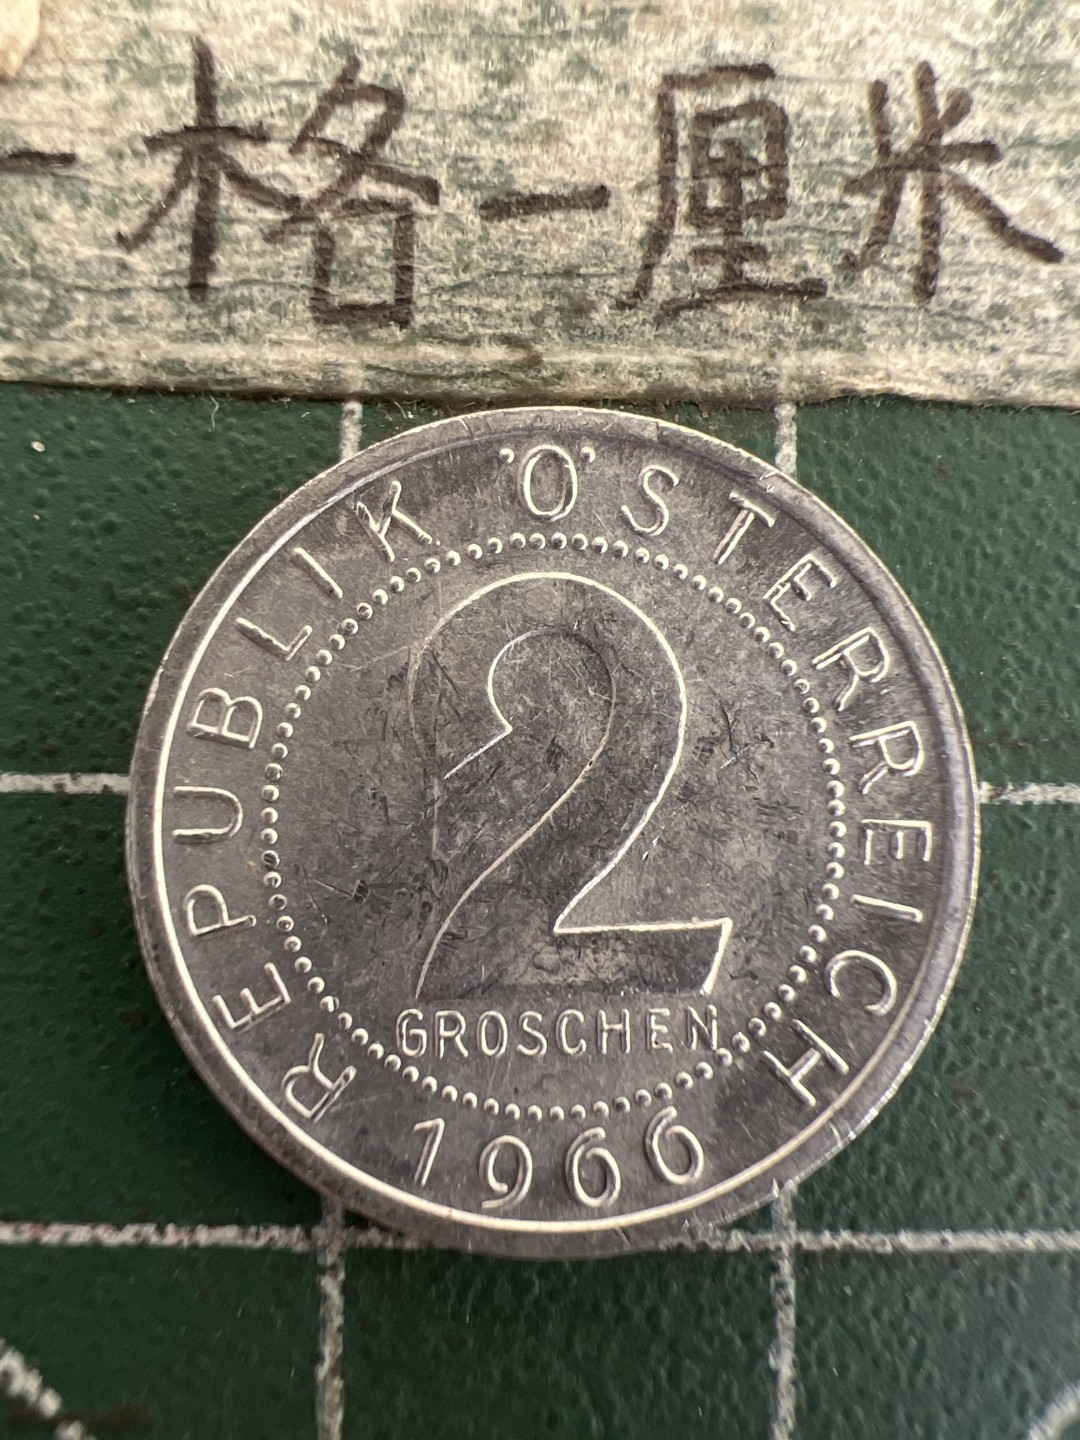 一格一厘米
REPUBLIK ÖSTERREICH
2
GROSCHEN
1966